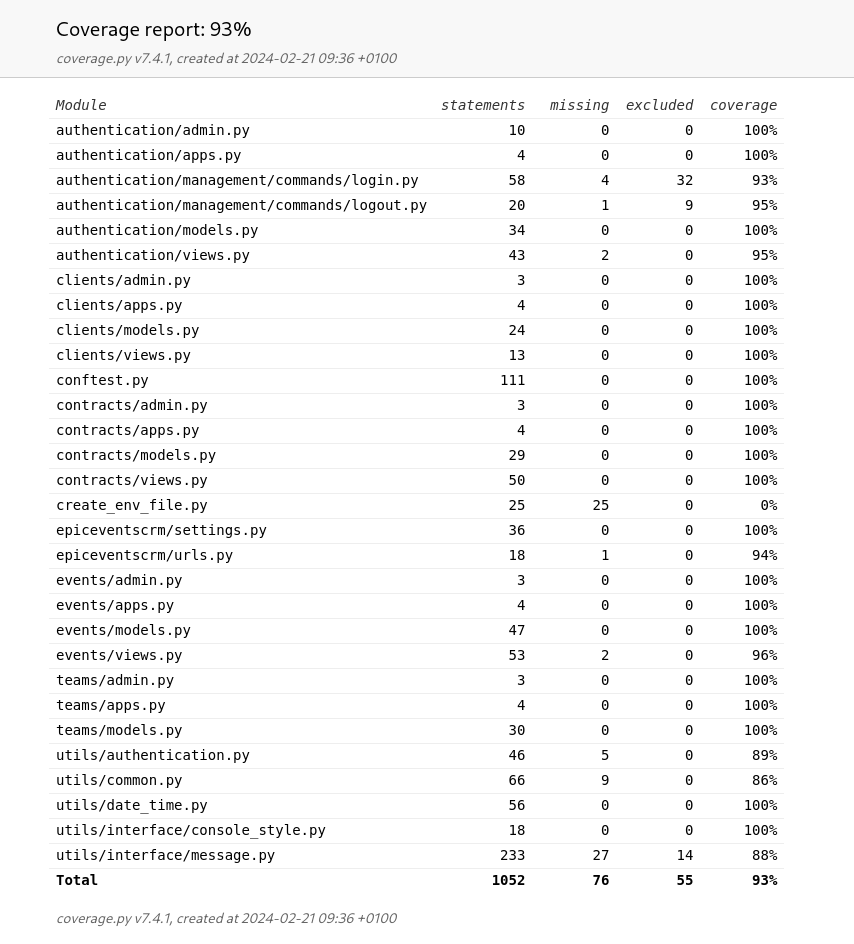 Coverage report: 93%
coverage.py v7.4.1, created at 2024-02-21 09:36 +0100
Module statements missing excluded coverage
authentication/admin.py 10 0 0 100%
authentication/apps.py 4 0 0 100%
authentication/management/commands/login.py 58 4 32 93%
authentication/management/commands/logout.py 20 1 9 95%
authentication/models.py 34 0 0 100%
authentication/views.py 43 2 0 95%
clients/admin.py 3 0 0 100%
clients/apps.py 4 0 0 100%
clients/models.py 24 0 0 100%
clients/views.py 13 0 0 100%
conftest.py 111 0 0 100%
contracts/admin.py 3 0 0 100%
contracts/apps.py 4 0 0 100%
contracts/models.py 29 0 0 100%
contracts/views.py 50 0 0 100%
create_env_file.py 25 25 0 0%
epiceventscrm/settings.py 36 0 0 100%
epiceventscrm/urls.py 18 1 0 94%
events/admin.py 3 0 0 100%
events/apps.py 4 0 0 100%
events/models.py 47 0 0 100%
events/views.py 53 2 0 96%
teams/admin.py 3 0 0 100%
teams/apps.py 4 0 0 100%
teams/models.py 30 0 0 100%
utils/authentication.py 46 5 0 89%
utils/common.py 66 9 0 86%
utils/date_time.py 56 0 0 100%
utils/interface/console_style.py 18 0 0 100%
utils/interface/message.py 233 27 14 88%
Total 1052 76 55 93%
coverage.py v7.4.1, created at 2024-02-21 09:36 +0100